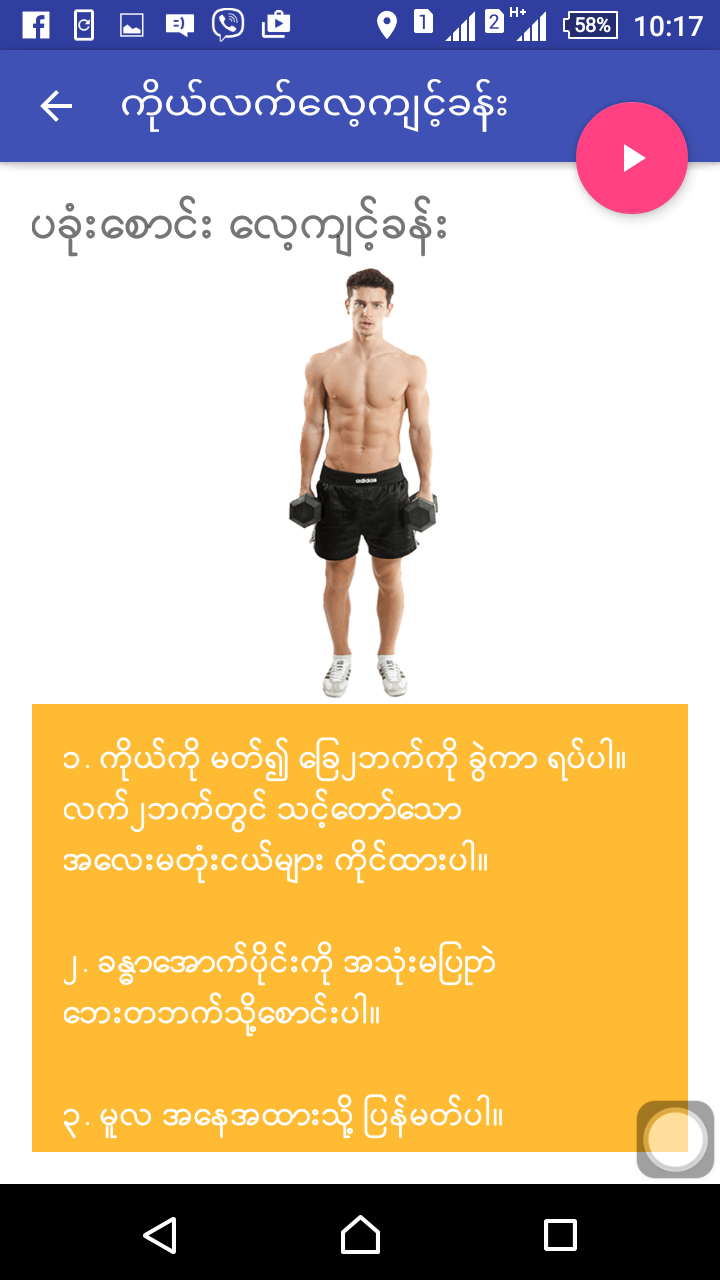 1 2 H+ 58% 10:17
ကိုယ်လက်လေ့ကျင့်ခန်း
ပခုံးစောင်း လေ့ကျင့်ခန်း
adidas
၁. ကိုယ်ကို မတ်၍ ခြေ၂ဘက်ကို ခွဲကာ ရပ်ပါ။
လက်၂ဘက်တွင် သင့်တော်သော
အလေးမတုံးငယ်များ ကိုင်ထားပါ။
၂. ခန္ဓာအောက်ပိုင်းကို အသုံးမပြုဘဲ
ဘေးတဘက်သို့စောင်းပါ။
၃. မူလ အနေအထားသို့ ပြန်မတ်ပါ။